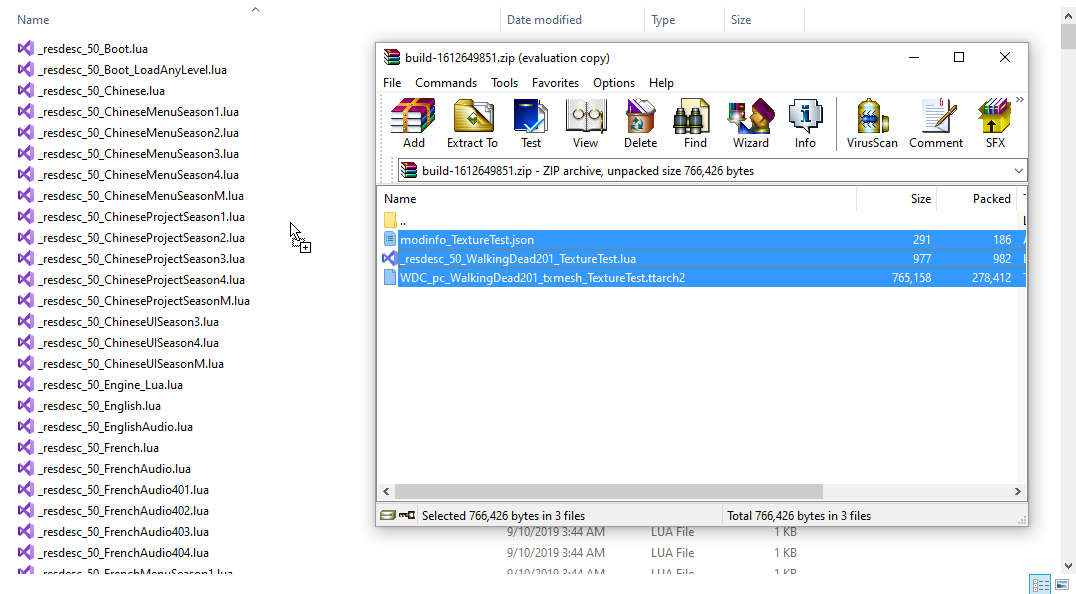 Name Date modified Type Size
_resdesc_50_Boot.lua
_resdesc_50_Boot_LoadAnyLevel.lua
_resdesc_50_Chinese.lua
_resdesc_50_ChineseMenuSeason1.lua
_resdesc_50_ChineseMenuSeason2.lua
_resdesc_50_ChineseMenuSeason3.lua
_resdesc_50_ChineseMenuSeason4.lua
_resdesc_50_ChineseMenuSeasonM.lua
_resdesc_50_ChineseProjectSeason1.lua
_resdesc_50_ChineseProjectSeason2.lua
_resdesc_50_ChineseProjectSeason3.lua
_resdesc_50_ChineseProjectSeason4.lua
_resdesc_50_ChineseProjectSeasonM.lua
_resdesc_50_ChineseUISeason3.lua
_resdesc_50_ChineseUISeason4.lua
_resdesc_50_ChineseUISeasonM.lua
_resdesc_50_Engine_Lua.lua
_resdesc_50_English.lua
_resdesc_50_EnglishAudio.lua
_resdesc_50_French.lua
_resdesc_50_FrenchAudio.lua
_resdesc_50_FrenchAudio401.lua
_resdesc_50_FrenchAudio402.lua
_resdesc_50_FrenchAudio403.lua 9/10/2019 3:44 AM LUA File 1 KB
_resdesc_50_FrenchAudio404.lua 9/10/2019 3:44 AM LUA File 1 KB
_resdesc_50_FrenchMenuSeason1.lua 9/10/2019 3:44 AM LUA File 1 KB
build-1612649851.zip (evaluation copy)
File Commands Tools Favorites Options Help
Add Extract To Test View Delete Find Wizard Info VirusScan Comment SFX
build-1612649851.zip - ZIP archive, unpacked size 766,426 bytes
Name Size Packed
..
modinfo_TextureTest.json 291 186
_resdesc_50_WalkingDead201_TextureTest.lua 977 982
WDC_pc_WalkingDead201_txmesh_TextureTest.ttarch2 765,158 278,412
Selected 766,426 bytes in 3 files Total 766,426 bytes in 3 files